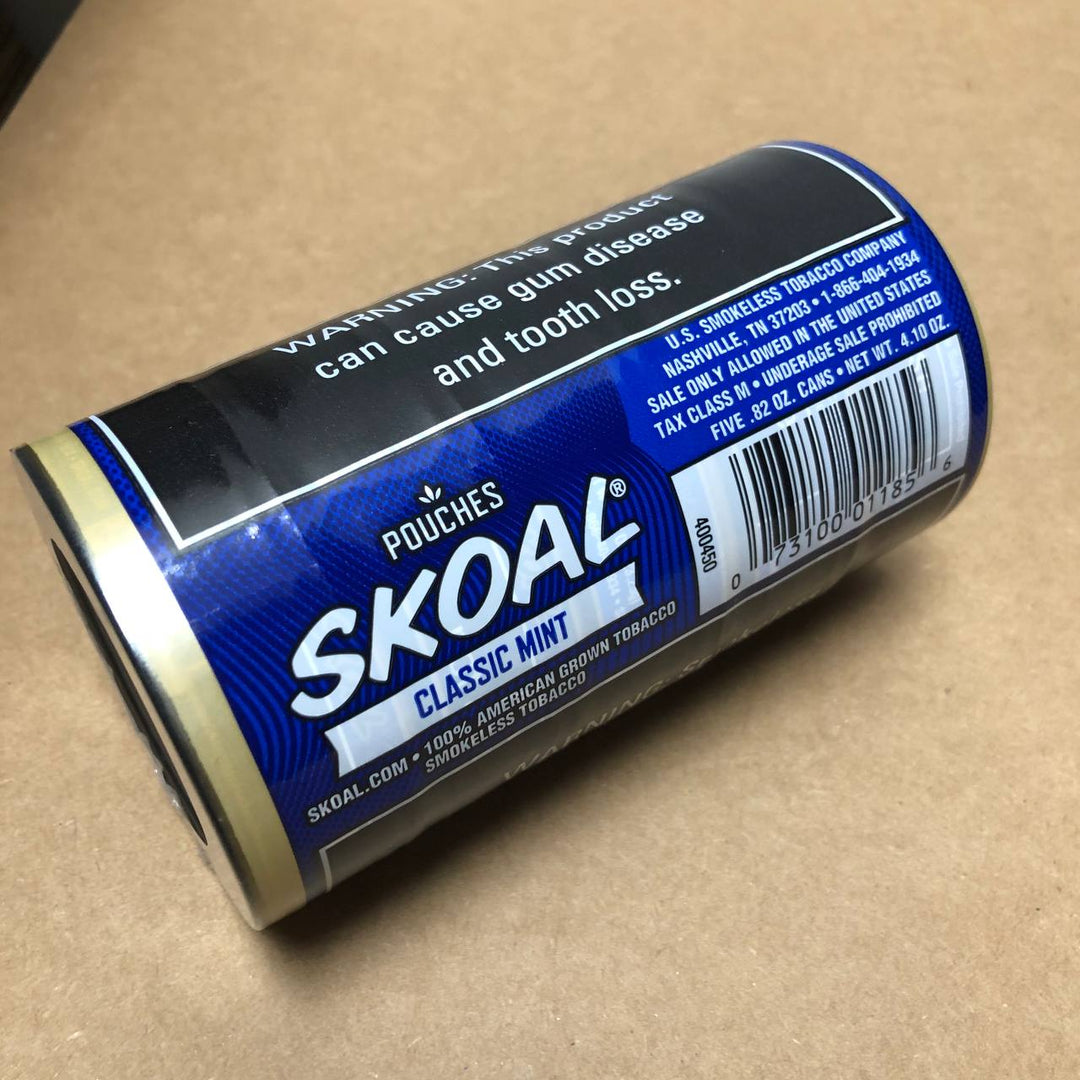 WARNING: This product
can cause gum disease
and tooth loss.
U.S. SMOKELESS TOBACCO COMPANY
NASHVILLE, TN 37203 • 1-866-404-1934
SALE ONLY ALLOWED IN THE UNITED STATES
TAX CLASS M • UNDERAGE SALE PROHIBITED
FIVE .82 OZ. CANS • NET WT. 4.10 OZ.
POUCHES
SKOAL®
CLASSIC MINT
SKOAL.COM • 100% AMERICAN GROWN TOBACCO
SMOKELESS TOBACCO
400450
0 73100 01185 6
WARNING: